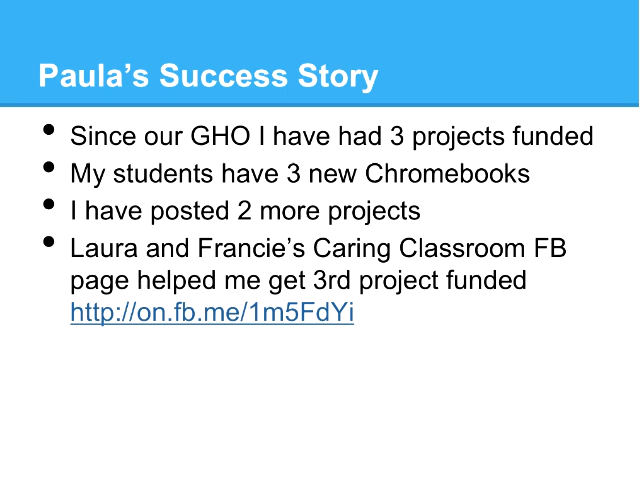 Paula’s Success Story
• Since our GHO I have had 3 projects funded
• My students have 3 new Chromebooks
• I have posted 2 more projects
• Laura and Francie’s Caring Classroom FB
page helped me get 3rd project funded
http://on.fb.me/1m5FdYi